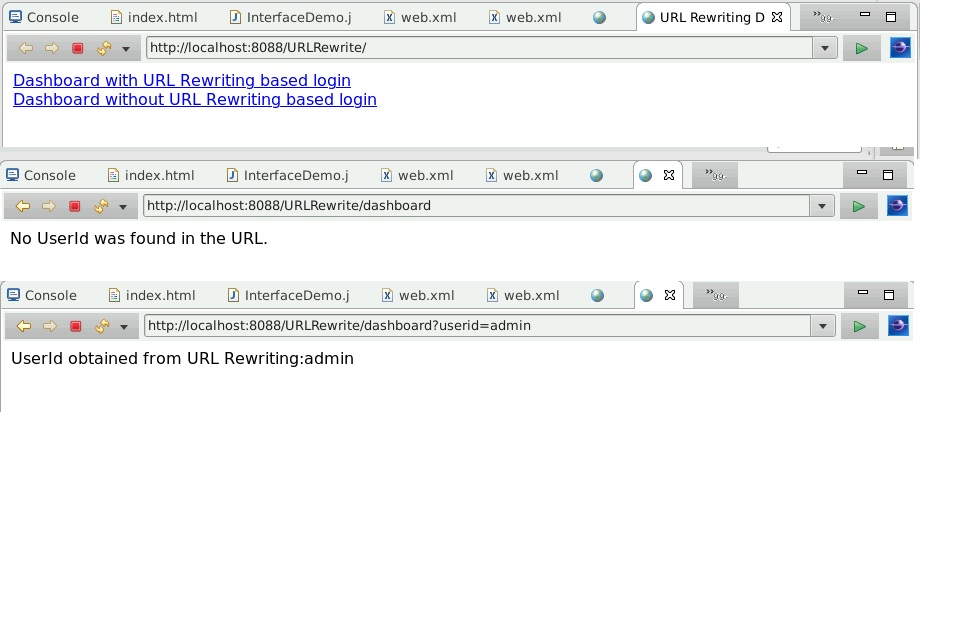 Console index.html InterfaceDemo.j web.xml web.xml URL Rewriting D »99+
http://localhost:8088/URLRewrite/
Dashboard with URL Rewriting based login
Dashboard without URL Rewriting based login
Console index.html InterfaceDemo.j web.xml web.xml »99+
http://localhost:8088/URLRewrite/dashboard
No UserId was found in the URL.
Console index.html InterfaceDemo.j web.xml web.xml »99+
http://localhost:8088/URLRewrite/dashboard?userid=admin
UserId obtained from URL Rewriting:admin